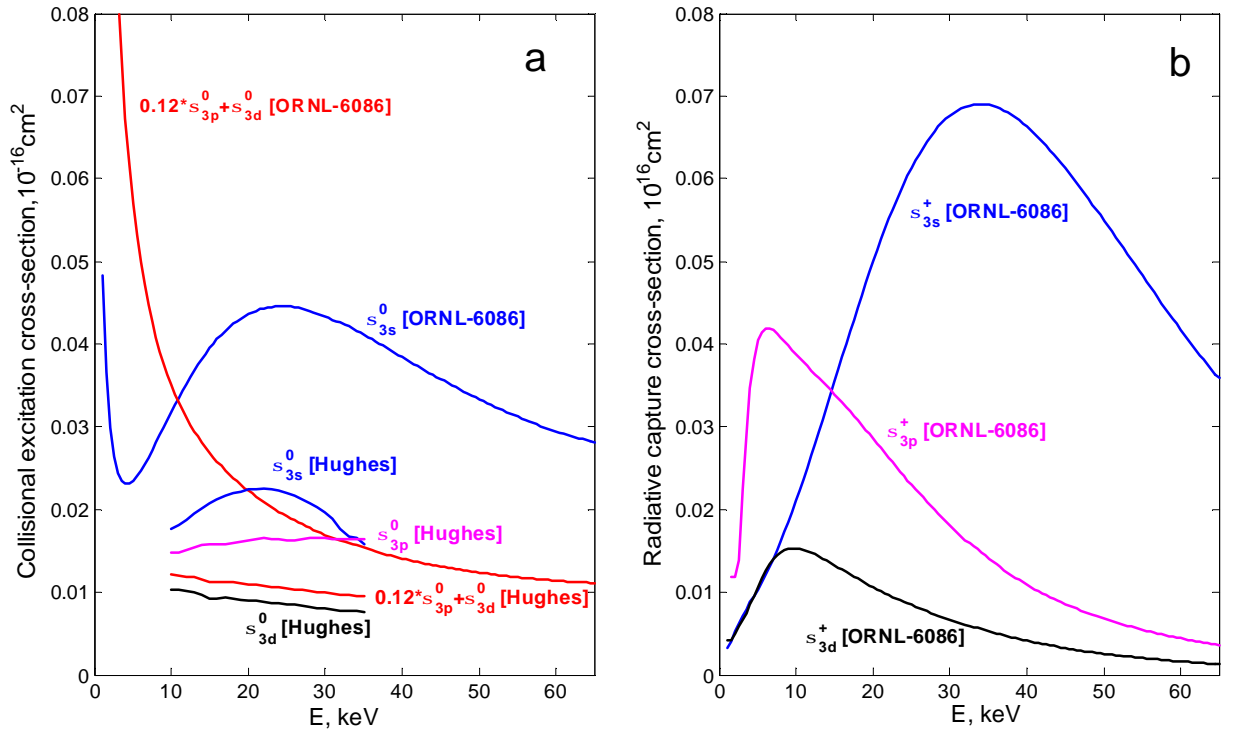 a
Collisional excitation cross-section,10⁻¹⁶cm²
0.08
0.07
0.06
0.05
0.04
0.03
0.02
0.01
0
0.12*s⁰₃ₚ+s⁰₃d [ORNL-6086]
s⁰₃ₛ [ORNL-6086]
s⁰₃ₛ [Hughes]
s⁰₃ₚ [Hughes]
0.12*s⁰₃ₚ+s⁰₃d [Hughes]
s⁰₃d [Hughes]
0 10 20 30 40 50 60
E, keV
b
Radiative capture cross-section, 10¹⁶cm²
0.08
0.07
0.06
0.05
0.04
0.03
0.02
0.01
0
s⁺₃ₛ [ORNL-6086]
s⁺₃ₚ [ORNL-6086]
s⁺₃d [ORNL-6086]
0 10 20 30 40 50 60
E, keV